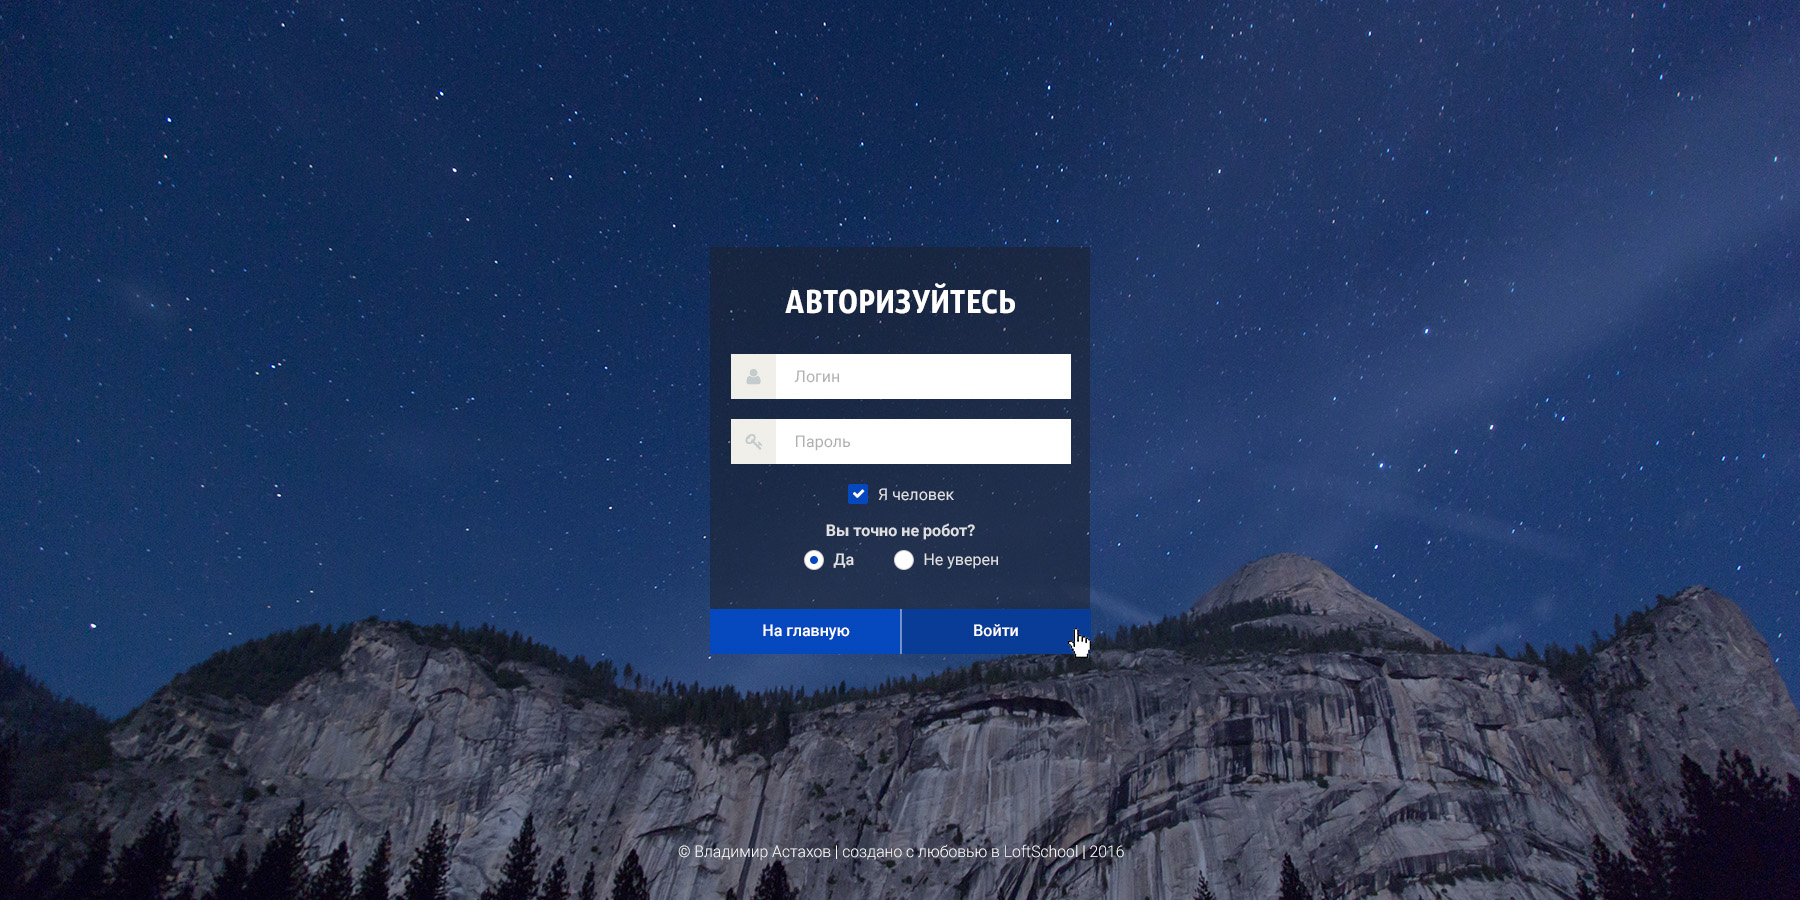 АВТОРИЗУЙТЕСЬ
Логин
Пароль
Я человек
Вы точно не робот?
Да Не уверен
На главную Войти
© Владимир Астахов | создано с любовью в LoftSchool | 2016